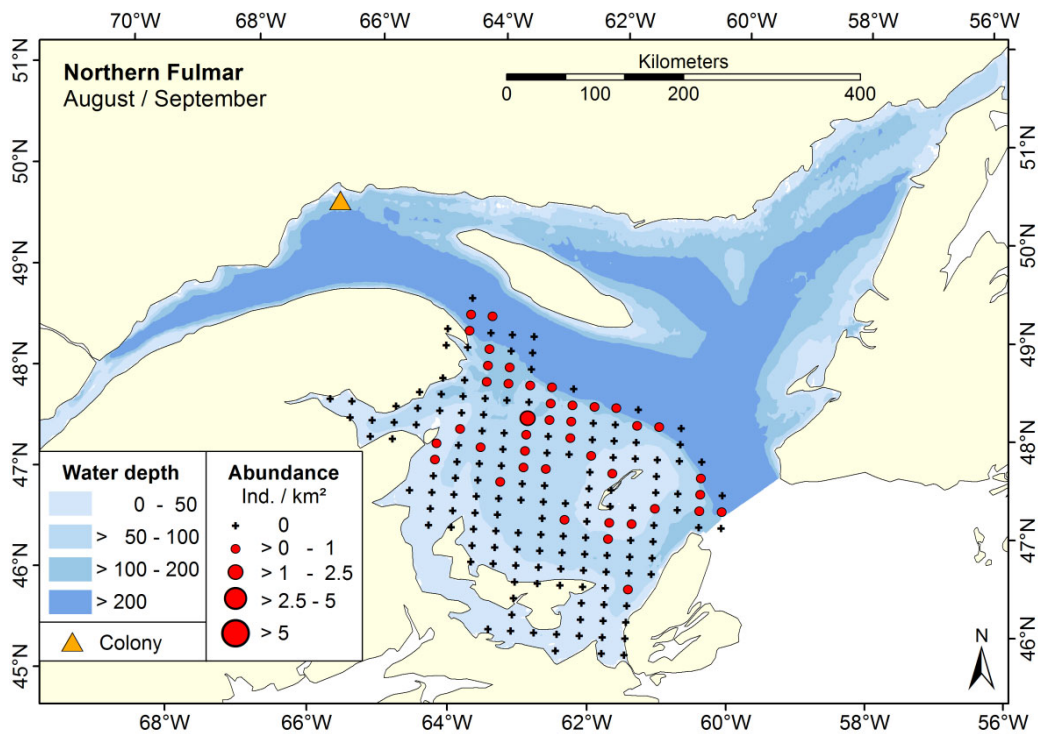 70°W 68°W 66°W 64°W 62°W 60°W 58°W 56°W
Northern Fulmar
August / September
Kilometers
0 100 200 400
51°N
50°N
49°N
48°N
47°N
46°N
45°N
51°N
50°N
49°N
48°N
47°N
46°N
Water depth
0 - 50
> 50 - 100
> 100 - 200
> 200
Colony
Abundance
Ind. / km²
0
> 0 - 1
> 1 - 2.5
> 2.5 - 5
> 5
N
68°W 66°W 64°W 62°W 60°W 58°W 56°W